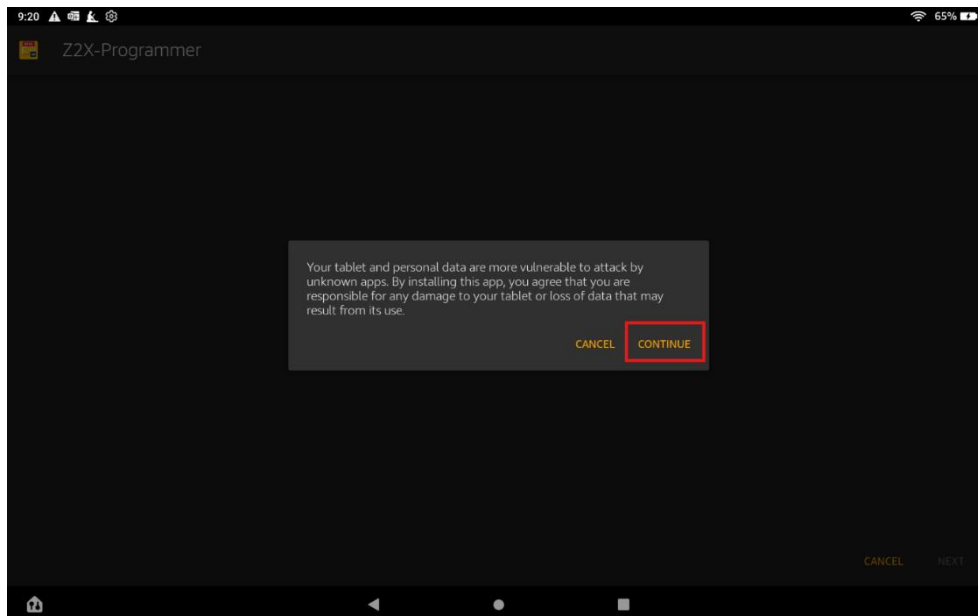 9:20
65%
Z2X-Programmer
Your tablet and personal data are more vulnerable to attack by
unknown apps. By installing this app, you agree that you are
responsible for any damage to your tablet or loss of data that may
result from its use.
CANCEL CONTINUE
CANCEL NEXT